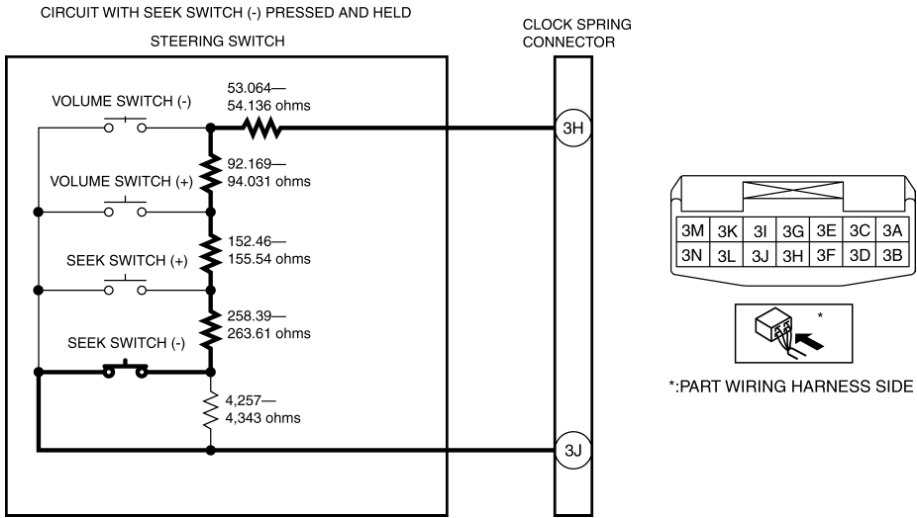 CIRCUIT WITH SEEK SWITCH (-) PRESSED AND HELD
STEERING SWITCH
CLOCK SPRING
CONNECTOR
53.064—
54.136 ohms
VOLUME SWITCH (-)
3H
92.169—
94.031 ohms
VOLUME SWITCH (+)
152.46—
155.54 ohms
SEEK SWITCH (+)
258.39—
263.61 ohms
SEEK SWITCH (-)
4,257—
4,343 ohms
3J
3M 3K 3I 3G 3E 3C 3A
3N 3L 3J 3H 3F 3D 3B
*
*:PART WIRING HARNESS SIDE